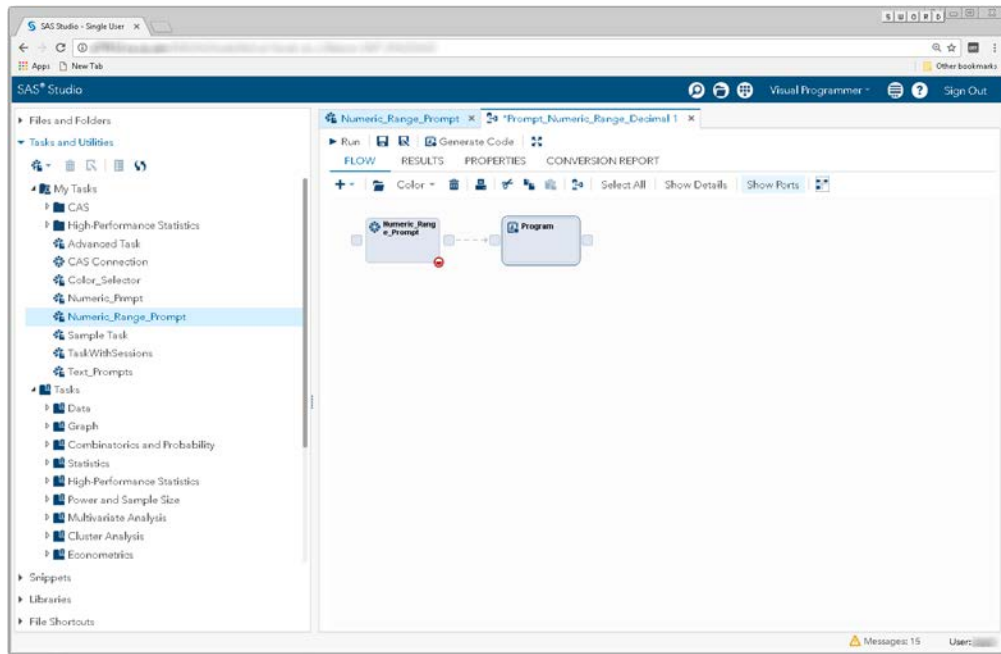 SAS Studio - Single User
S W O R D
Apps New Tab
Other bookmarks
SAS® Studio
Visual Programmer
Sign Out
Files and Folders
Tasks and Utilities
My Tasks
CAS
High-Performance Statistics
Advanced Task
CAS Connection
Color_Selector
Numeric_Prmpt
Numeric_Range_Prompt
Sample Task
TaskWithSessions
Text_Prompts
Tasks
Data
Graph
Combinatorics and Probability
Statistics
High-Performance Statistics
Power and Sample Size
Multivariate Analysis
Cluster Analysis
Econometrics
Snippets
Libraries
File Shortcuts
Numeric_Range_Prompt
*Prompt_Numeric_Range_Decimal 1
Run Generate Code
FLOW RESULTS PROPERTIES CONVERSION REPORT
Color Select All Show Details Show Ports
Numeric_Rang
e_Prompt
Program
Messages: 15 User: